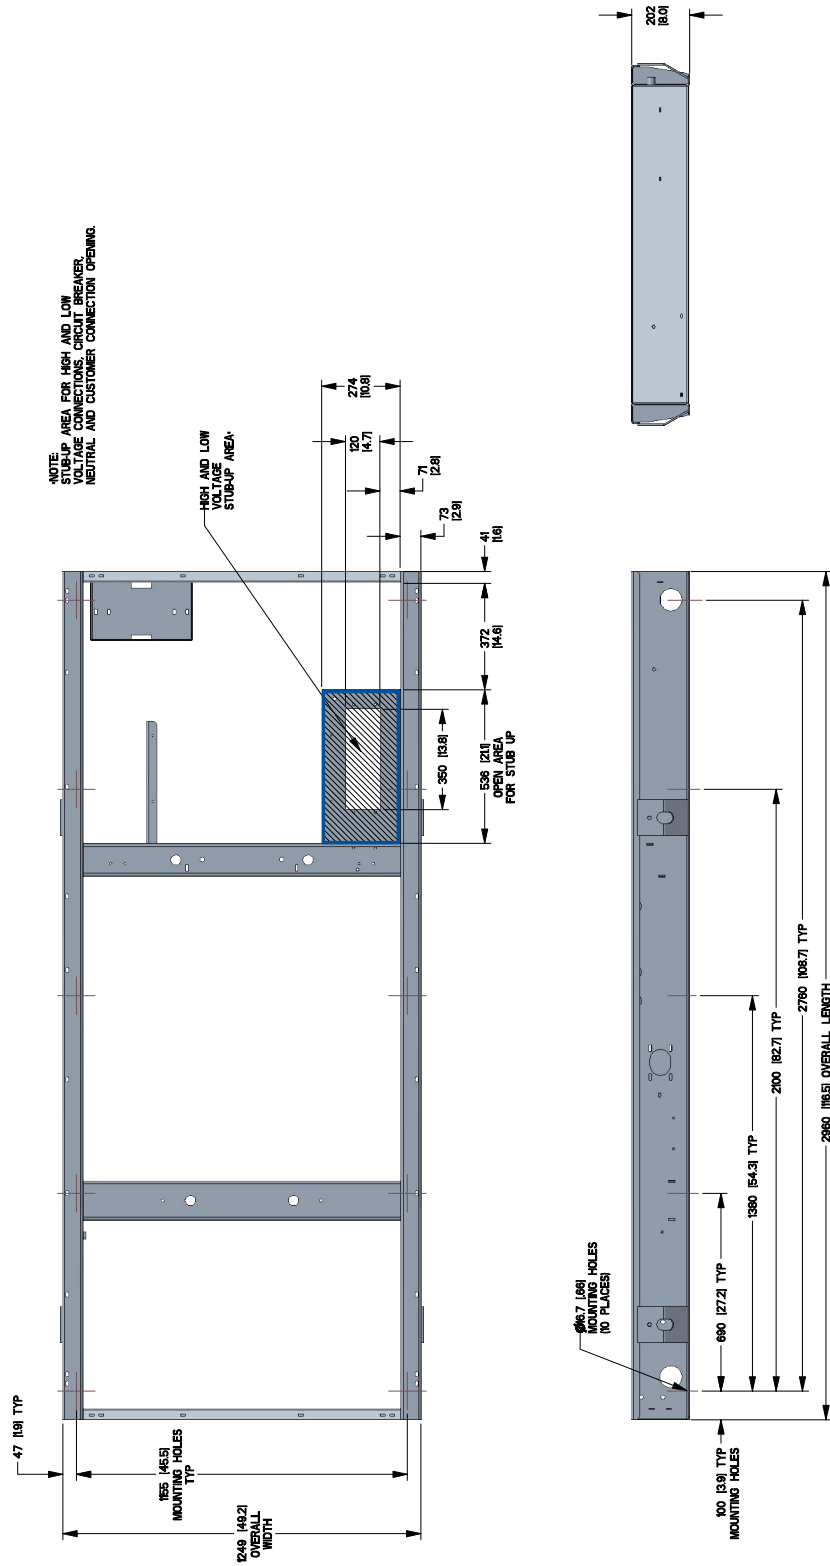 *NOTE:
STUB-UP AREA FOR HIGH AND LOW
VOLTAGE CONNECTIONS, CIRCUIT BREAKER,
NEUTRAL AND CUSTOMER CONNECTION OPENING.
HIGH AND LOW
VOLTAGE
STUB-UP AREA*
202
[8.0]
274
[10.8]
120
[4.7]
71
[2.8]
73
[2.9]
41
[1.6]
372
[14.6]
350 [13.8]
536 [21.1]
OPEN AREA
FOR STUB UP
47 [1.9] TYP
1155 [45.5]
MOUNTING HOLES
TYP
1249 [49.2]
OVERALL
WIDTH
Ø16.7 [.66]
MOUNTING HOLES
(10 PLACES)
690 [27.2] TYP
1380 [54.3] TYP
2100 [82.7] TYP
2760 [108.7] TYP
2960 [116.5] OVERALL LENGTH
100 [3.9] TYP
MOUNTING HOLES